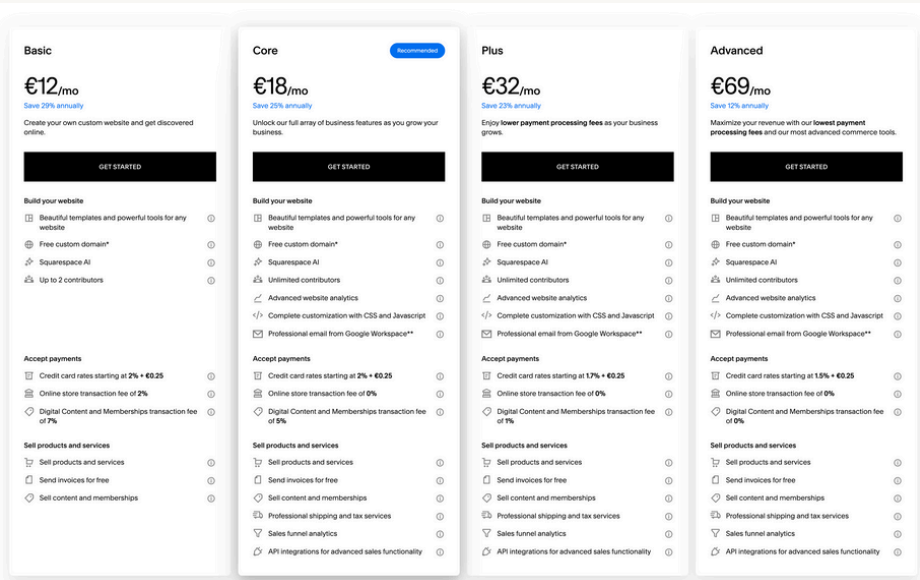 Basic
€12/mo
Save 29% annually
Create your own custom website and get discovered
online.
GET STARTED
Build your website
Beautiful templates and powerful tools for any
website
Free custom domain*
Squarespace AI
Up to 2 contributors
Accept payments
Credit card rates starting at 2% + €0.25
Online store transaction fee of 2%
Digital Content and Memberships transaction fee
of 7%
Sell products and services
Sell products and services
Send invoices for free
Sell content and memberships
Core
Recommended
€18/mo
Save 25% annually
Unlock our full array of business features as you grow your
business.
GET STARTED
Build your website
Beautiful templates and powerful tools for any
website
Free custom domain*
Squarespace AI
Unlimited contributors
Advanced website analytics
Complete customization with CSS and Javascript
Professional email from Google Workspace**
Accept payments
Credit card rates starting at 2% + €0.25
Online store transaction fee of 0%
Digital Content and Memberships transaction fee
of 5%
Sell products and services
Sell products and services
Send invoices for free
Sell content and memberships
Professional shipping and tax services
Sales funnel analytics
API integrations for advanced sales functionality
Plus
€32/mo
Save 23% annually
Enjoy lower payment processing fees as your business
grows.
GET STARTED
Build your website
Beautiful templates and powerful tools for any
website
Free custom domain*
Squarespace AI
Unlimited contributors
Advanced website analytics
Complete customization with CSS and Javascript
Professional email from Google Workspace**
Accept payments
Credit card rates starting at 1.7% + €0.25
Online store transaction fee of 0%
Digital Content and Memberships transaction fee
of 1%
Sell products and services
Sell products and services
Send invoices for free
Sell content and memberships
Professional shipping and tax services
Sales funnel analytics
API integrations for advanced sales functionality
Advanced
€69/mo
Save 12% annually
Maximize your revenue with our lowest payment
processing fees and our most advanced commerce tools.
GET STARTED
Build your website
Beautiful templates and powerful tools for any
website
Free custom domain*
Squarespace AI
Unlimited contributors
Advanced website analytics
Complete customization with CSS and Javascript
Professional email from Google Workspace**
Accept payments
Credit card rates starting at 1.5% + €0.25
Online store transaction fee of 0%
Digital Content and Memberships transaction fee
of 0%
Sell products and services
Sell products and services
Send invoices for free
Sell content and memberships
Professional shipping and tax services
Sales funnel analytics
API integrations for advanced sales functionality